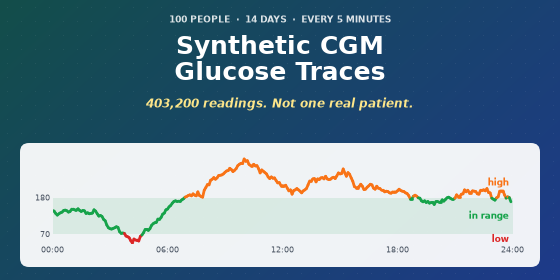 100 PEOPLE · 14 DAYS · EVERY 5 MINUTES
Synthetic CGM
Glucose Traces
403,200 readings. Not one real patient.
high
180
in range
70
low
00:00 06:00 12:00 18:00 24:00